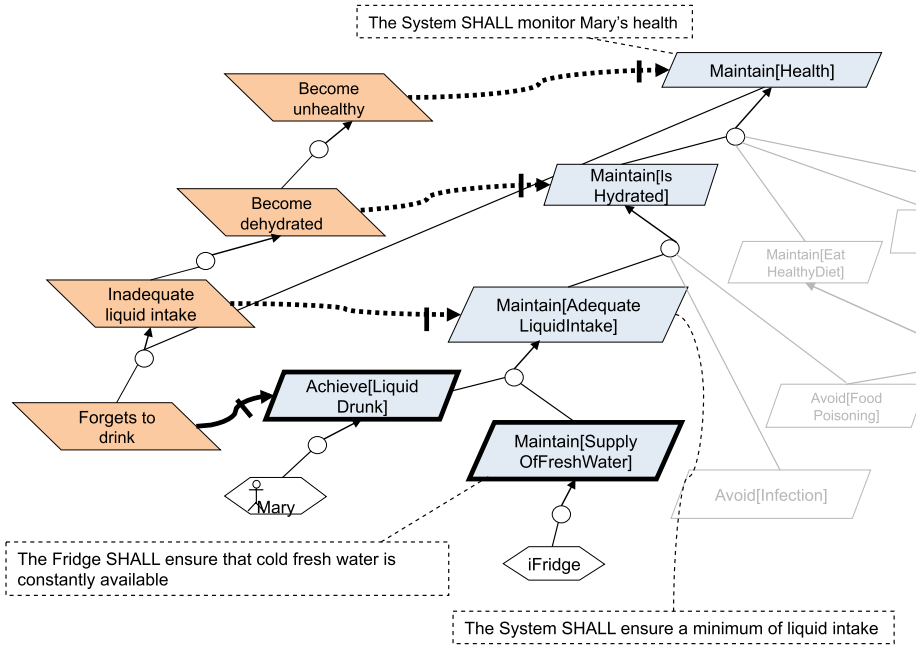 The System SHALL monitor Mary's health
Maintain[Health]
Become
unhealthy
Maintain[Is
Hydrated]
Become
dehydrated
Maintain[Eat
HealthyDiet]
Inadequate
liquid intake
Maintain[Adequate
LiquidIntake]
Achieve[Liquid
Drunk]
Avoid[Food
Poisoning]
Forgets to
drink
Maintain[Supply
OfFreshWater]
Avoid[Infection]
Mary
The Fridge SHALL ensure that cold fresh water is
constantly available
iFridge
The System SHALL ensure a minimum of liquid intake